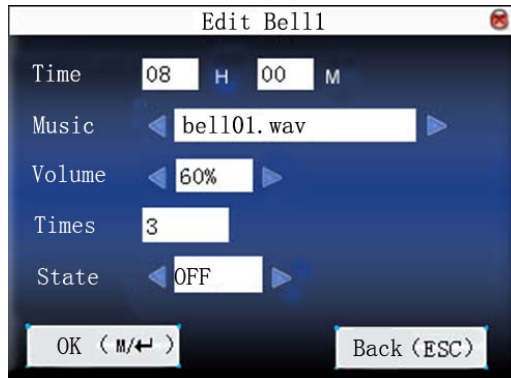 Edit Bell1
Time 08 H 00 M
Music bell01.wav
Volume 60%
Times 3
State OFF
OK (M/↵) Back(ESC)